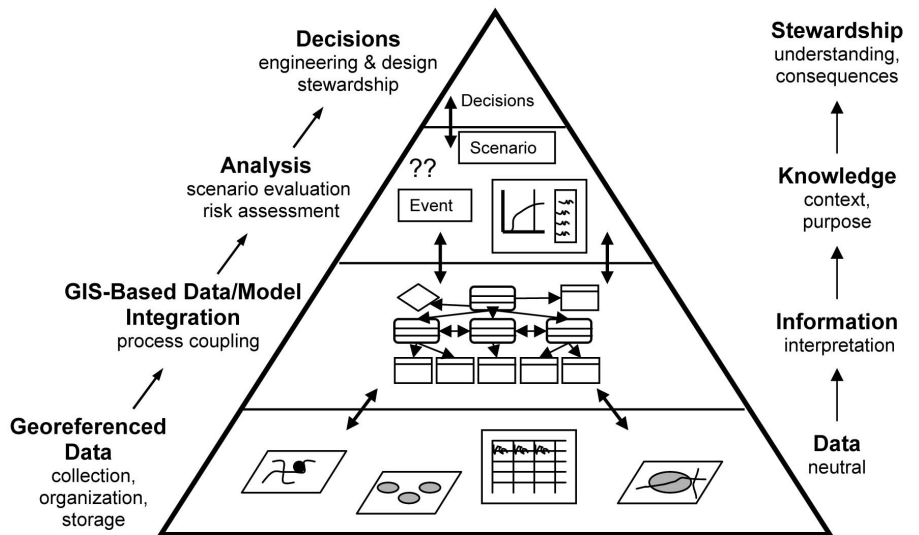 Decisions
engineering & design
stewardship
Analysis
scenario evaluation
risk assessment
GIS-Based Data/Model
Integration
process coupling
Georeferenced
Data
collection,
organization,
storage
Decisions
Scenario
??
Event
Stewardship
understanding,
consequences
Knowledge
context,
purpose
Information
interpretation
Data
neutral